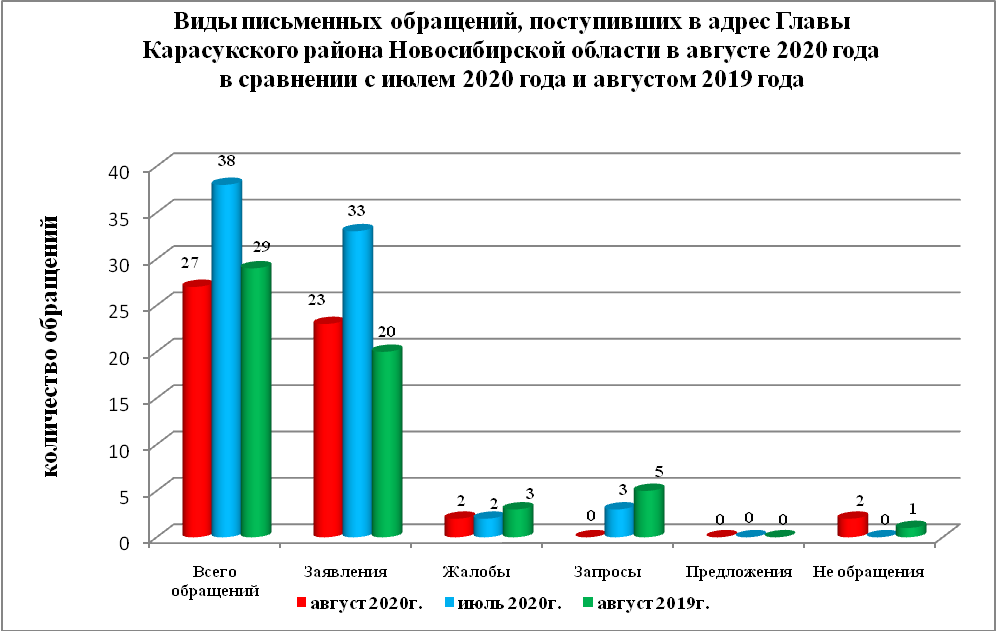 Виды письменных обращений, поступивших в адрес Главы
Карасукского района Новосибирской области в августе 2020 года
в сравнении с июлем 2020 года и августом 2019 года
количество обращений
40
35
30
25
20
15
10
5
0
27
38
29
23
33
20
2
2
3
0
3
5
0
0
0
2
0
1
Всего
обращений
Заявления
Жалобы
Запросы
Предложения
Не обращения
август 2020г.
июль 2020г.
август 2019г.